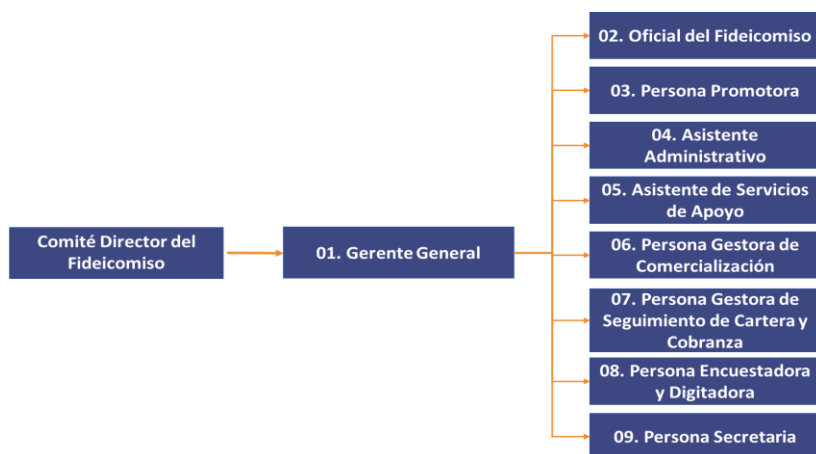 Comité Director del
Fideicomiso
01. Gerente General
02. Oficial del Fideicomiso
03. Persona Promotora
04. Asistente
Administrativo
05. Asistente de Servicios
de Apoyo
06. Persona Gestora de
Comercialización
07. Persona Gestora de
Seguimiento de Cartera y
Cobranza
08. Persona Encuestadora
y Digitadora
09. Persona Secretaria